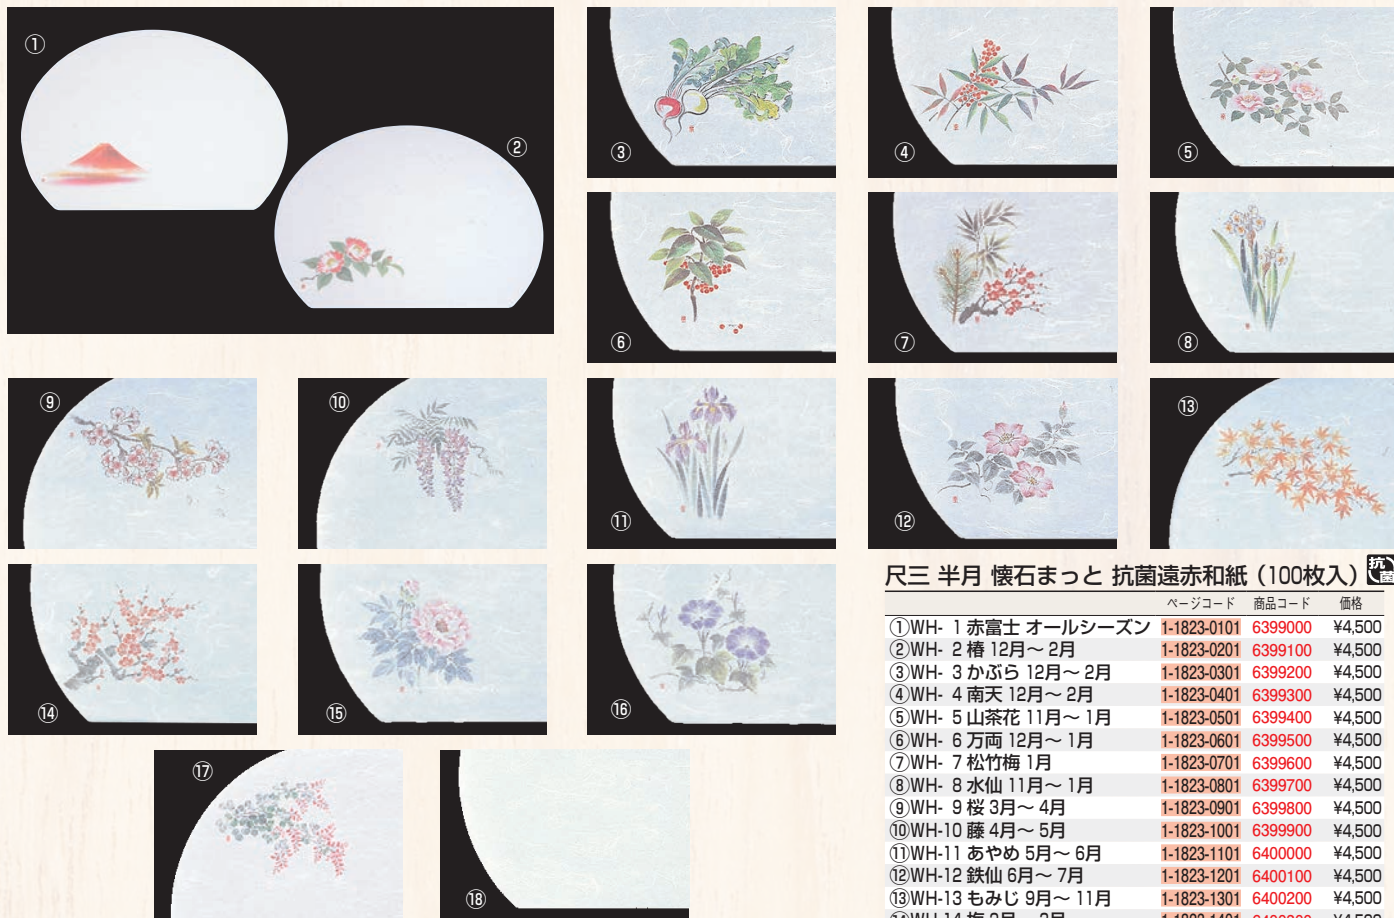 ①
②
③
④
⑤
⑥
⑦
⑧
⑨
⑩
⑪
⑫
⑬
⑭
⑮
⑯
⑰
⑱
尺三 半月 懐石まっと 抗菌遠赤和紙（100枚入） 抗菌
ページコード 商品コード 価格
①WH- 1 赤富士 オールシーズン 1-1823-0101 6399000 ¥4,500
②WH- 2 椿 12月～ 2月 1-1823-0201 6399100 ¥4,500
③WH- 3 かぶら 12月～ 2月 1-1823-0301 6399200 ¥4,500
④WH- 4 南天 12月～ 2月 1-1823-0401 6399300 ¥4,500
⑤WH- 5 山茶花 11月～ 1月 1-1823-0501 6399400 ¥4,500
⑥WH- 6 万両 12月～ 1月 1-1823-0601 6399500 ¥4,500
⑦WH- 7 松竹梅 1月 1-1823-0701 6399600 ¥4,500
⑧WH- 8 水仙 11月～ 1月 1-1823-0801 6399700 ¥4,500
⑨WH- 9 桜 3月～ 4月 1-1823-0901 6399800 ¥4,500
⑩WH-10 藤 4月～ 5月 1-1823-1001 6399900 ¥4,500
⑪WH-11 あやめ 5月～ 6月 1-1823-1101 6400000 ¥4,500
⑫WH-12 鉄仙 6月～ 7月 1-1823-1201 6400100 ¥4,500
⑬WH-13 もみじ 9月～ 11月 1-1823-1301 6400200 ¥4,500